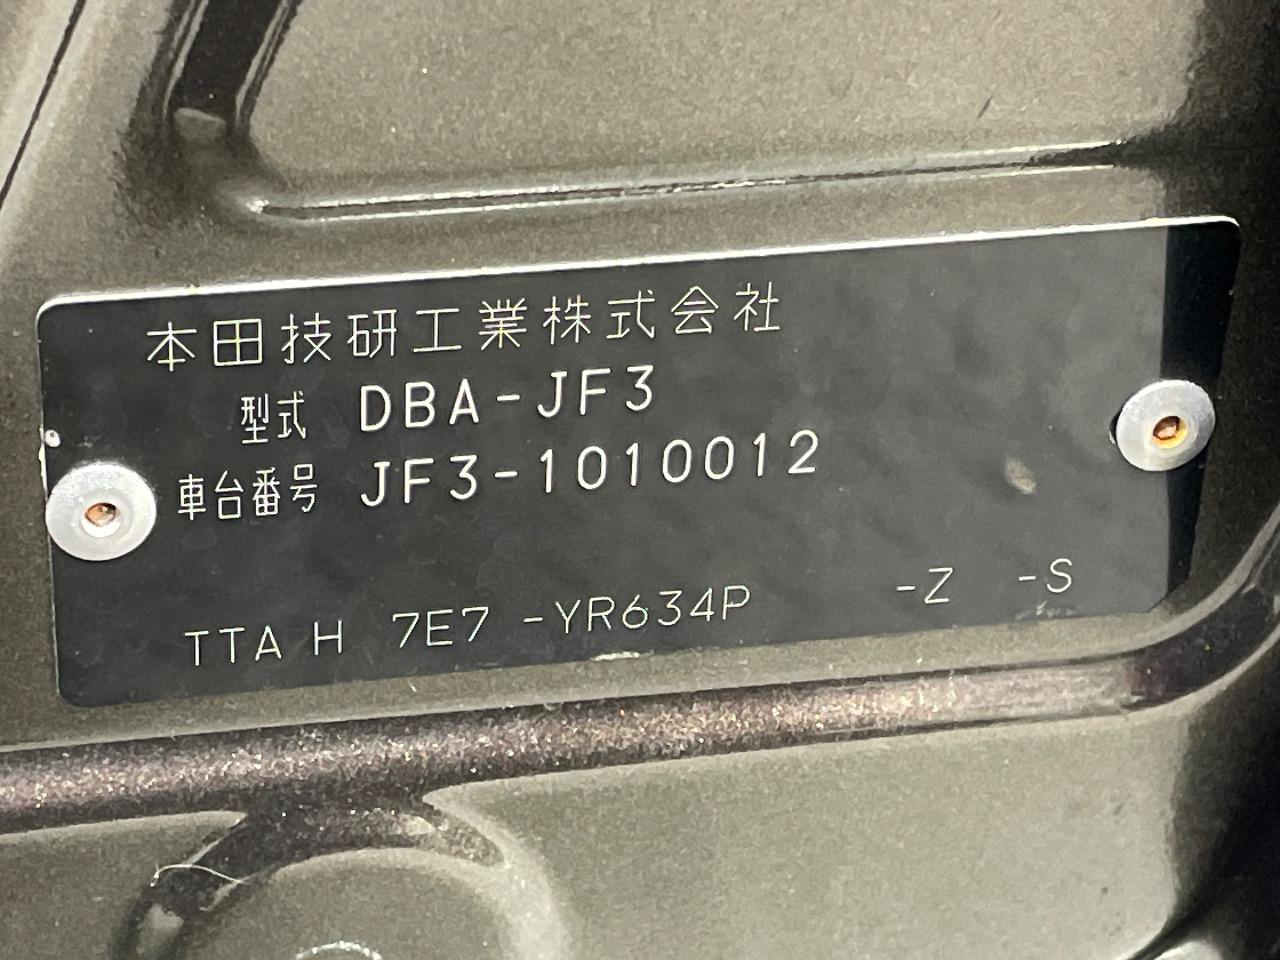 本田技研工業株式会社
型式 DBA-JF3
車台番号 JF3-1010012
TTA H 7E7 -YR634P -Z -S